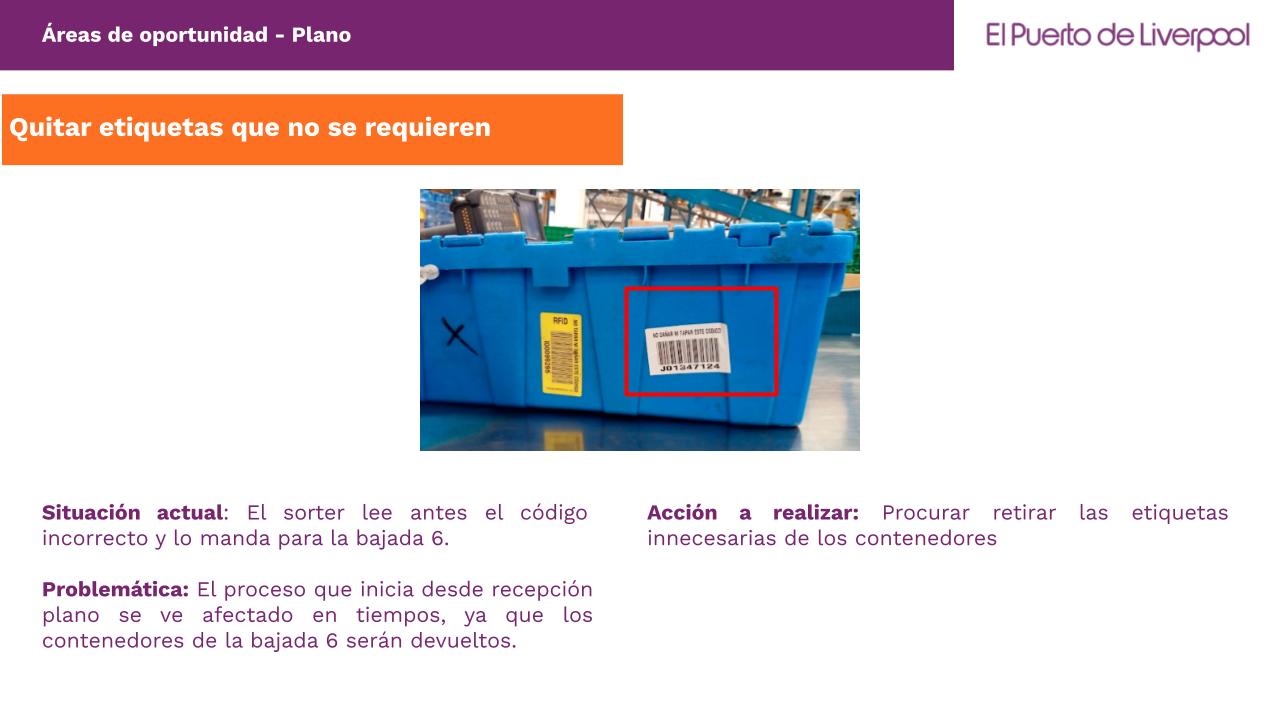 Áreas de oportunidad - Plano
El Puerto de Liverpool
Quitar etiquetas que no se requieren
RFID
NO DAÑAR NI TAPAR ESTE CODIGO
J01347124
Situación actual: El sorter lee antes el código
incorrecto y lo manda para la bajada 6.
Problemática: El proceso que inicia desde recepción
plano se ve afectado en tiempos, ya que los
contenedores de la bajada 6 serán devueltos.
Acción a realizar: Procurar retirar las etiquetas
innecesarias de los contenedores